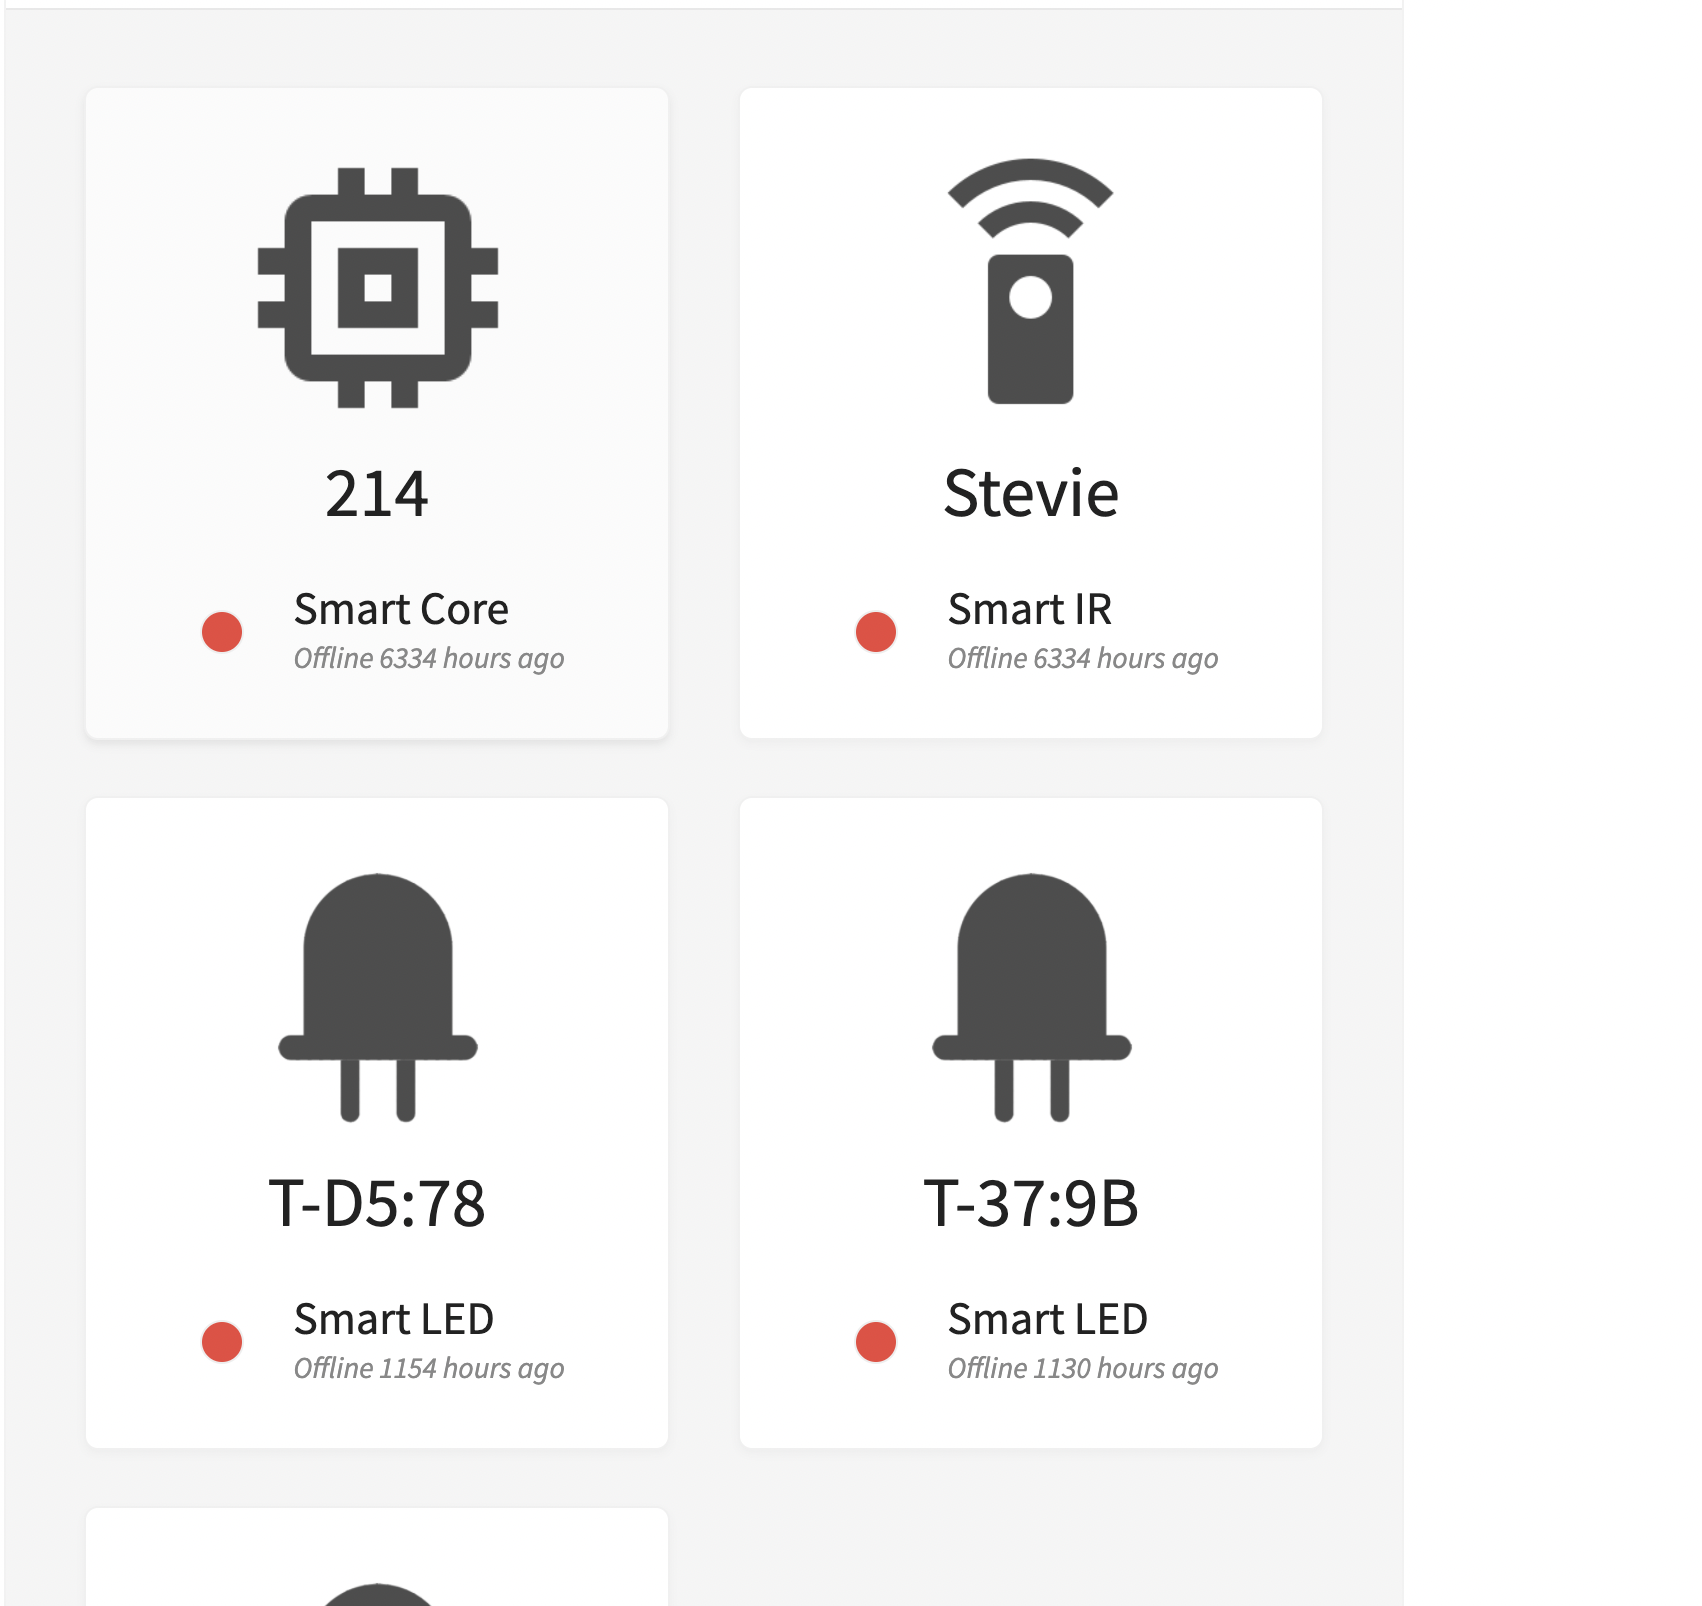 214
Smart Core
Offline 6334 hours ago
Stevie
Smart IR
Offline 6334 hours ago
T-D5:78
Smart LED
Offline 1154 hours ago
T-37:9B
Smart LED
Offline 1130 hours ago